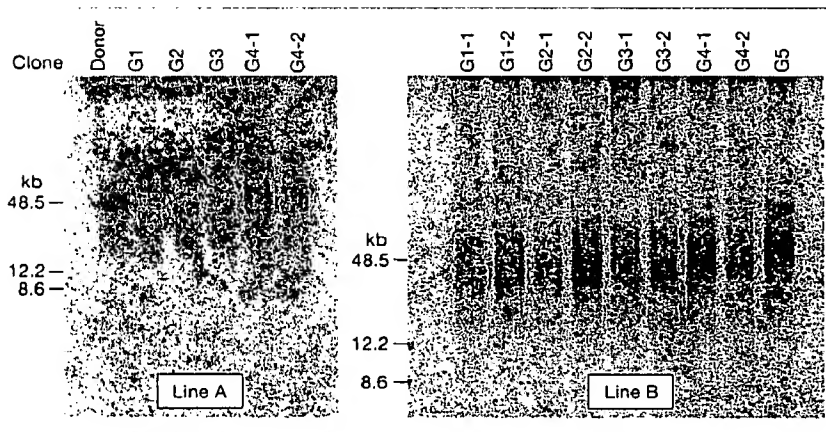 Clone
Donor G1 G2 G3 G4-1 G4-2
kb
48.5
12.2
8.6
Line A
G1-1 G1-2 G2-1 G2-2 G3-1 G3-2 G4-1 G4-2 G5
kb
48.5
12.2
8.6
Line B